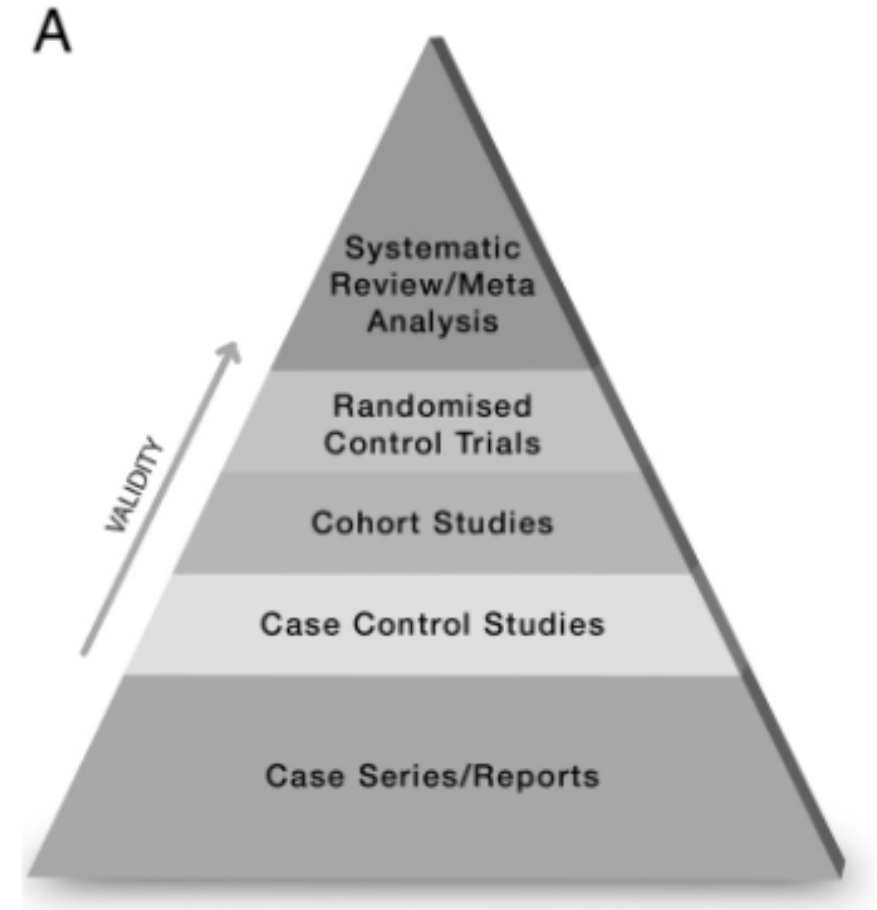 A
Systematic
Review/Meta
Analysis
Randomised
Control Trials
VALIDITY
Cohort Studies
Case Control Studies
Case Series/Reports